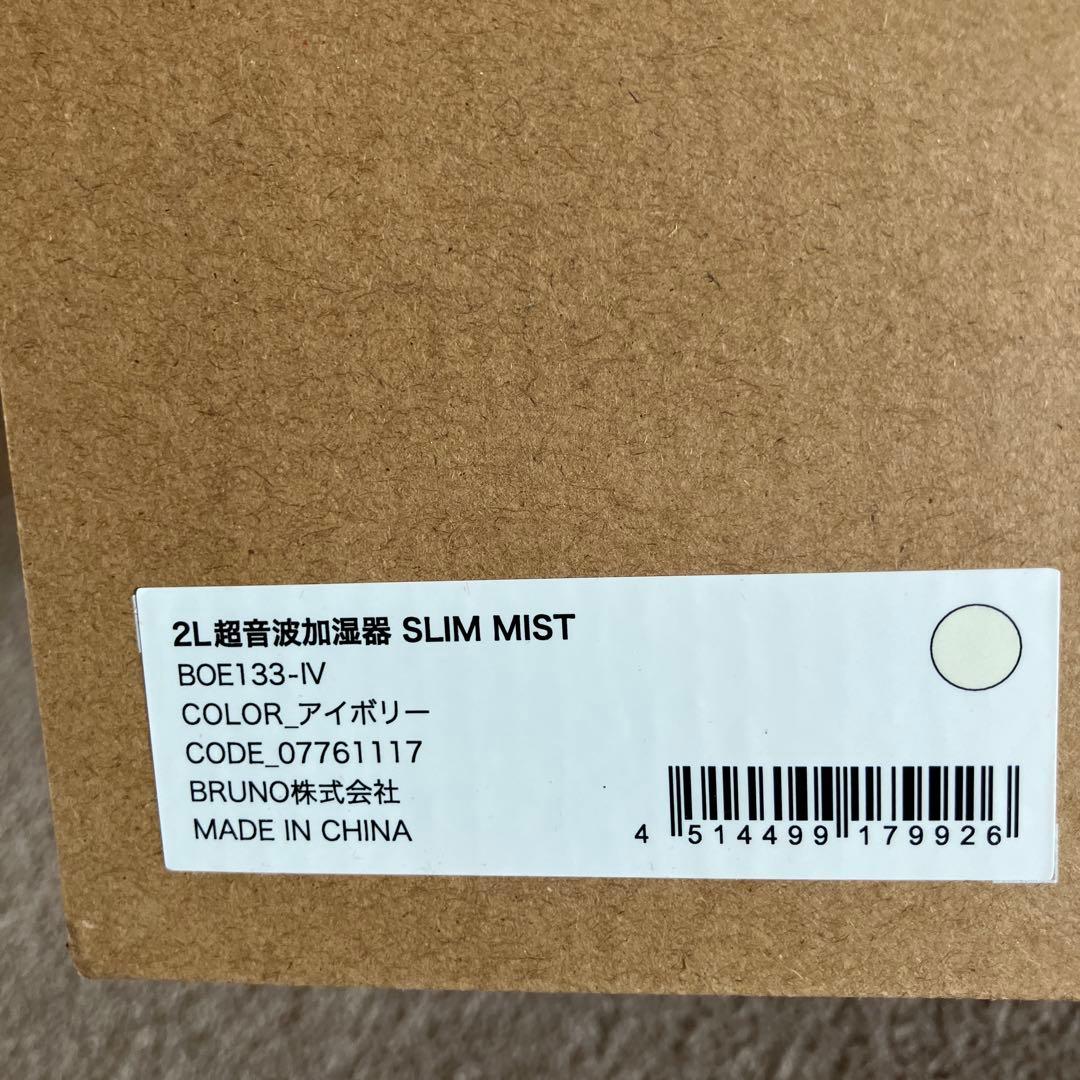 2L超音波加湿器 SLIM MIST
BOE133-IV
COLOR_アイボリー
CODE_07761117
BRUNO株式会社
MADE IN CHINA
4 514499 179926